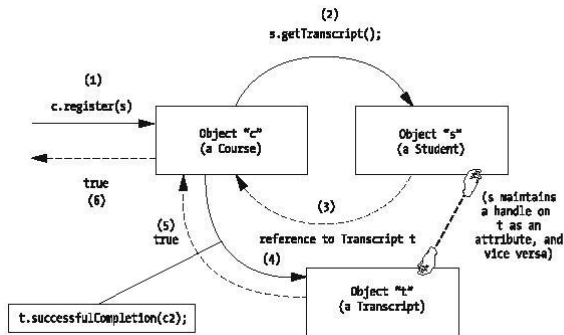 (2)
s.getTranscript();
(1)
c.register(s)
Object "c"
(a Course)
Object "s"
(a Student)
true
(6)
(3)
(5)
true
reference to Transcript t
(4)
(s maintains
a handle on
t as an
attribute, and
vice verse)
Object "t"
(a Transcript)
t.successfulCompletion(c2);